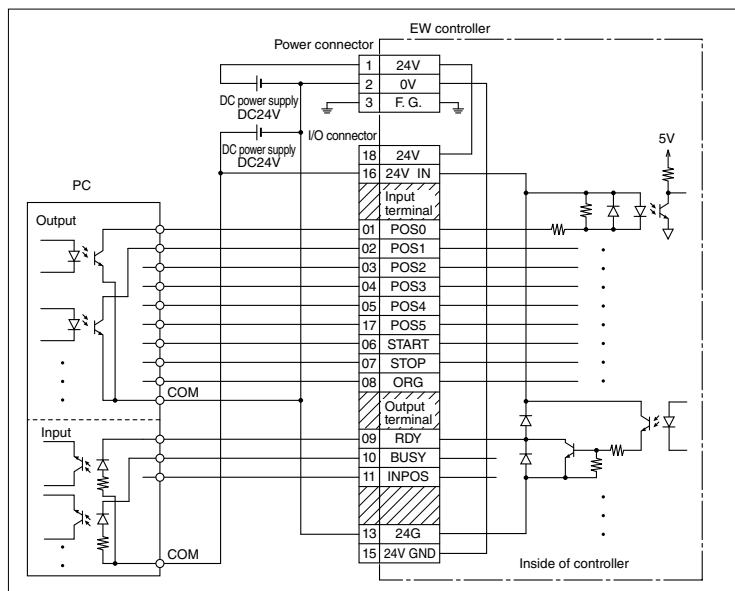 EW controller
Power connector
1 24V
2 0V
3 F. G.
DC power supply
DC24V
DC power supply
DC24V
I/O connector
18 24V
16 24V IN
5V
PC
Input
terminal
Output
01 POS0
02 POS1
03 POS2
04 POS3
05 POS4
17 POS5
06 START
07 STOP
08 ORG
COM
Output
terminal
Input
09 RDY
10 BUSY
11 INPOS
13 24G
COM
15 24V GND
Inside of controller